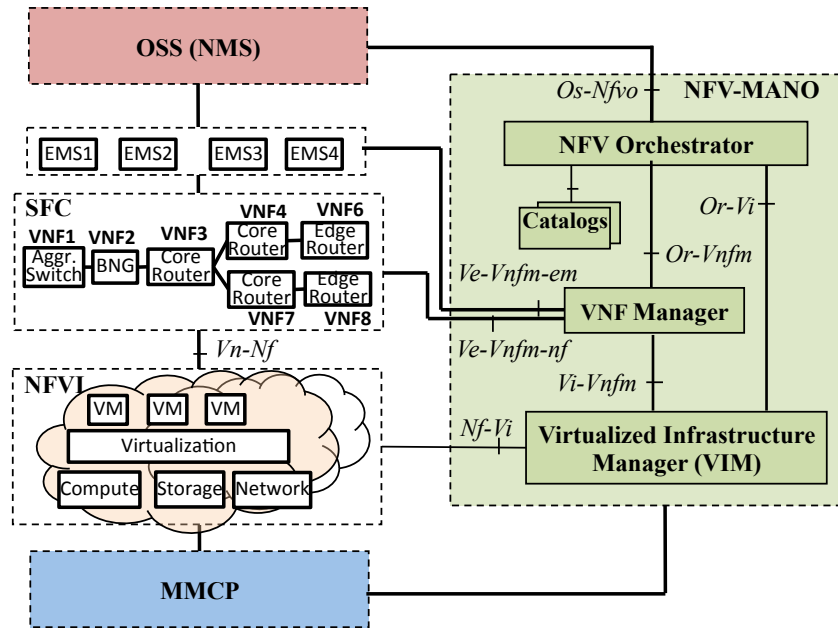 OSS (NMS)
Os-Nfvo
NFV-MANO
EMS1 EMS2 EMS3 EMS4
NFV Orchestrator
SFC
VNF1 VNF2 VNF3 VNF4 VNF6
Aggr.
Switch
BNG
Core
Router
Core
Router
Edge
Router
Core
Router
Edge
Router
VNF7 VNF8
Catalogs
Or-Vi
Or-Vnfm
Ve-Vnfm-em
VNF Manager
Ve-Vnfm-nf
Vn-Nf
Vi-Vnfm
NFVI
VM VM VM
Virtualization
Compute Storage Network
Nf-Vi
Virtualized Infrastructure
Manager (VIM)
MMCP